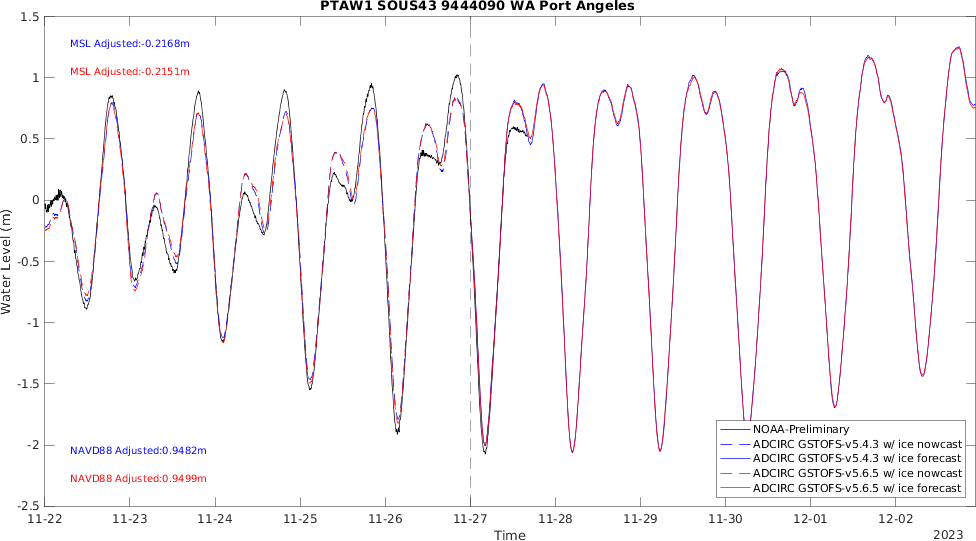 PTAW1 SOUS43 9444090 WA Port Angeles
1.5
1
0.5
0
-0.5
-1
-1.5
-2
-2.5
Water Level (m)
MSL Adjusted:-0.2168m
MSL Adjusted:-0.2151m
NAVD88 Adjusted:0.9482m
NAVD88 Adjusted:0.9499m
NOAA-Preliminary
ADCIRC GSTOFS-v5.4.3 w/ ice nowcast
ADCIRC GSTOFS-v5.4.3 w/ ice forecast
ADCIRC GSTOFS-v5.6.5 w/ ice nowcast
ADCIRC GSTOFS-v5.6.5 w/ ice forecast
11-22 11-23 11-24 11-25 11-26 11-27 11-28 11-29 11-30 12-01 12-02
Time
2023